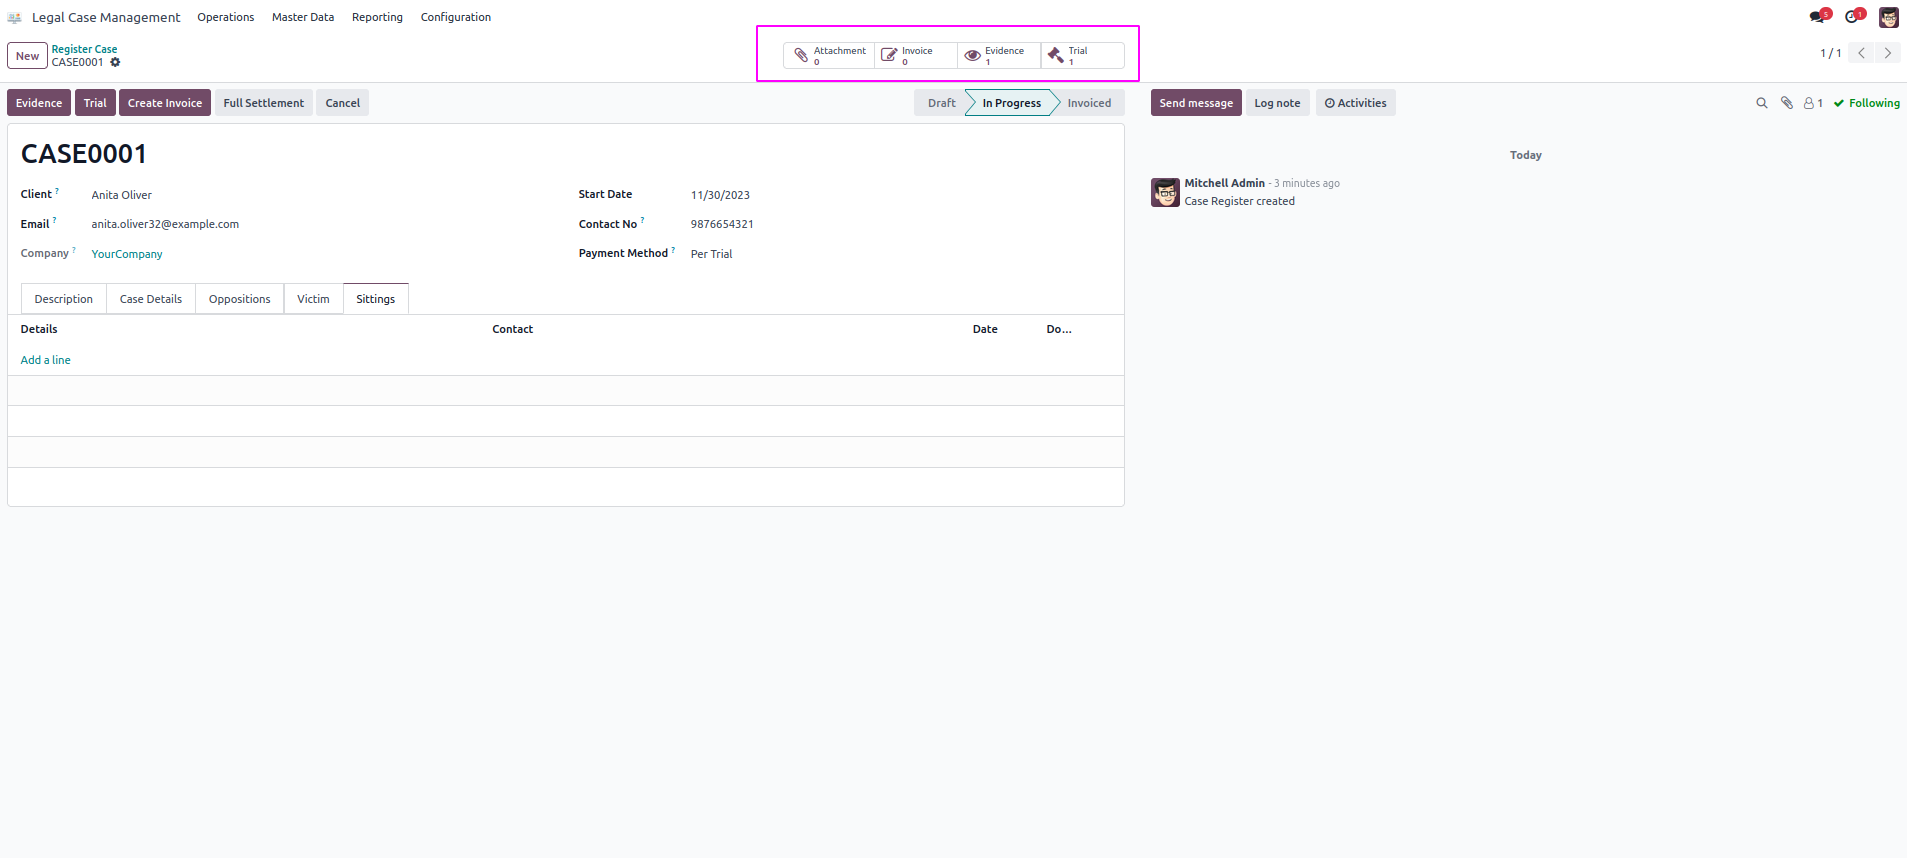 Legal Case Management Operations Master Data Reporting Configuration 5 1
New Register Case
CASE0001
Attachment 0 Invoice 0 Evidence 1 Trial 1
1 / 1
Evidence Trial Create Invoice Full Settlement Cancel Draft In Progress Invoiced
Send message Log note Activities 1 Following
CASE0001
Client ? Anita Oliver Start Date 11/30/2023
Email ? anita.oliver32@example.com Contact No ? 9876654321
Company ? YourCompany Payment Method ? Per Trial
Description Case Details Oppositions Victim Sittings
Details Contact Date Do...
Add a line
Today
Mitchell Admin - 3 minutes ago
Case Register created